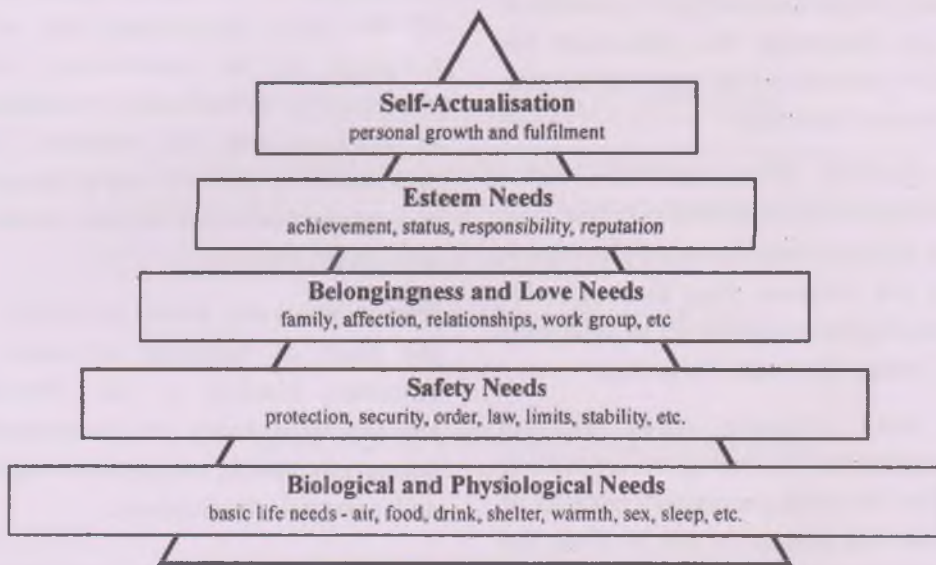 Self-Actualisation
personal growth and fulfilment
Esteem Needs
achievement, status, responsibility, reputation
Belongingness and Love Needs
family, affection, relationships, work group, etc
Safety Needs
protection, security, order, law, limits, stability, etc.
Biological and Physiological Needs
basic life needs - air, food, drink, shelter, warmth, sex, sleep, etc.